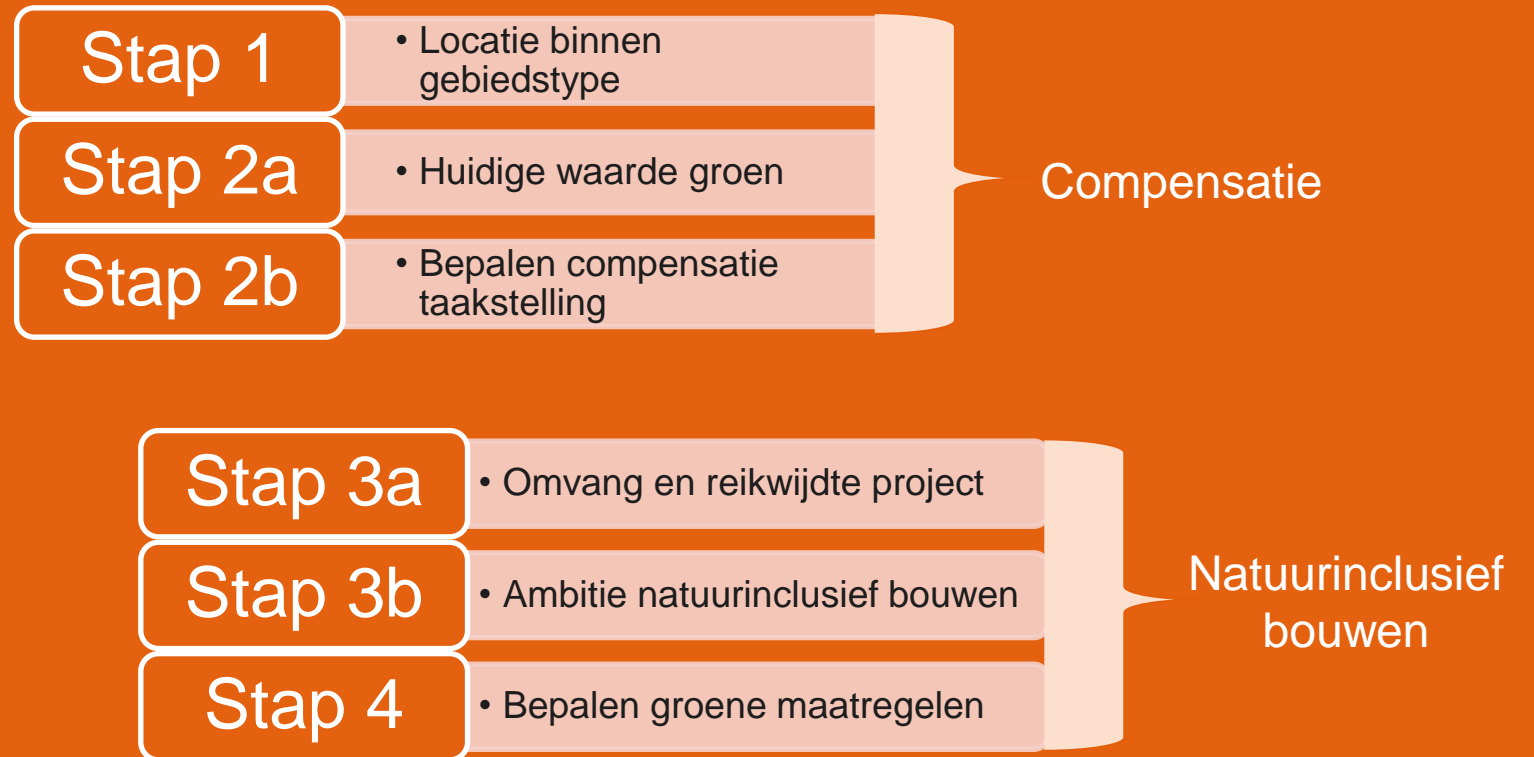 Stap 1
• Locatie binnen
gebiedstype
Stap 2a
• Huidige waarde groen
Stap 2b
• Bepalen compensatie
taakstelling
Compensatie
Stap 3a
• Omvang en reikwijdte project
Stap 3b
• Ambitie natuurinclusief bouwen
Stap 4
• Bepalen groene maatregelen
Natuurinclusief
bouwen